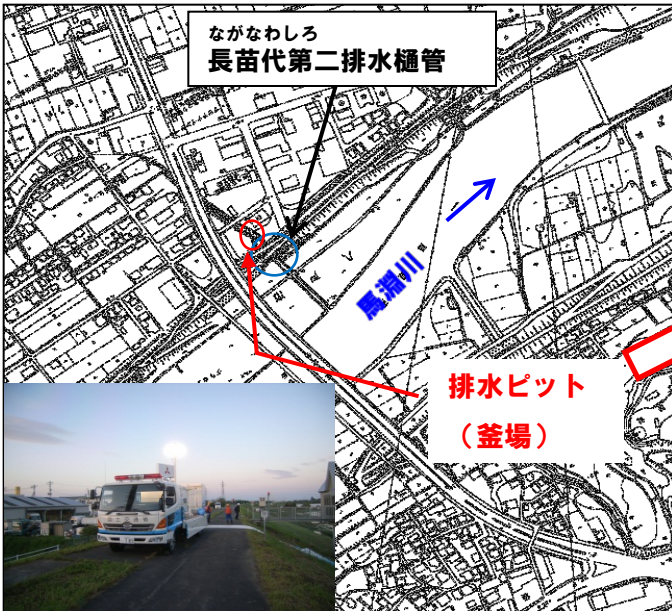 ながなわしろ
長苗代第二排水樋管
馬淵川
排水ピット
（釜場）